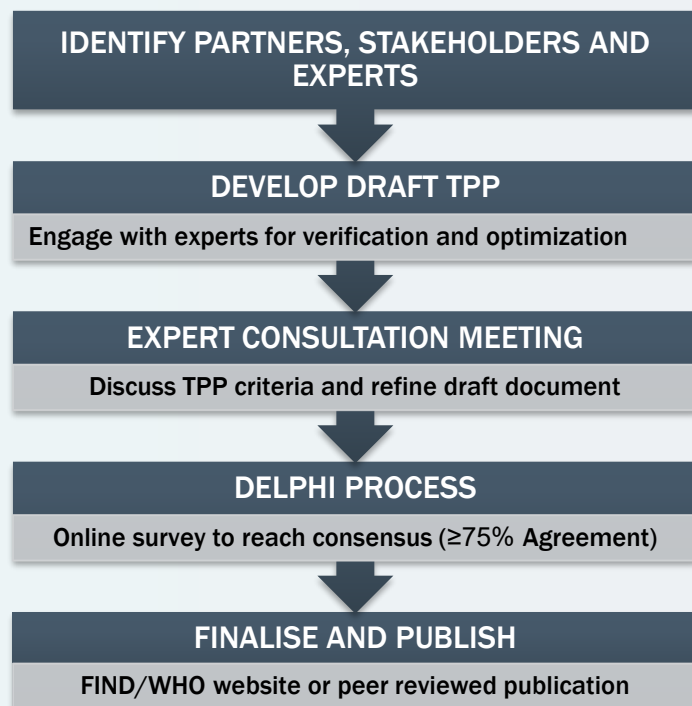 IDENTIFY PARTNERS, STAKEHOLDERS AND
EXPERTS
DEVELOP DRAFT TPP
Engage with experts for verification and optimization
EXPERT CONSULTATION MEETING
Discuss TPP criteria and refine draft document
DELPHI PROCESS
Online survey to reach consensus (≥75% Agreement)
FINALISE AND PUBLISH
FIND/WHO website or peer reviewed publication